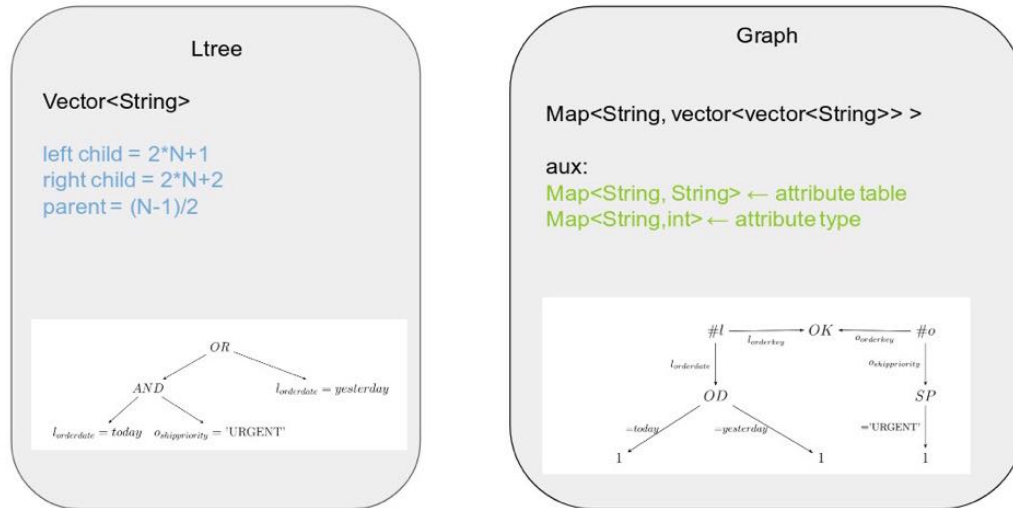 Ltree
Vector<String>
left child = 2*N+1
right child = 2*N+2
parent = (N-1)/2
OR
AND
l_orderdate = yesterday
l_orderdate = today o_shippriority = 'URGENT'
Graph
Map<String, vector<vector<String>> >
aux:
Map<String, String> ← attribute table
Map<String,int> ← attribute type
#l OK #o
l_orderkey o_orderkey
l_orderdate o_shippriority
OD SP
=today =yesterday ='URGENT'
1 1 1